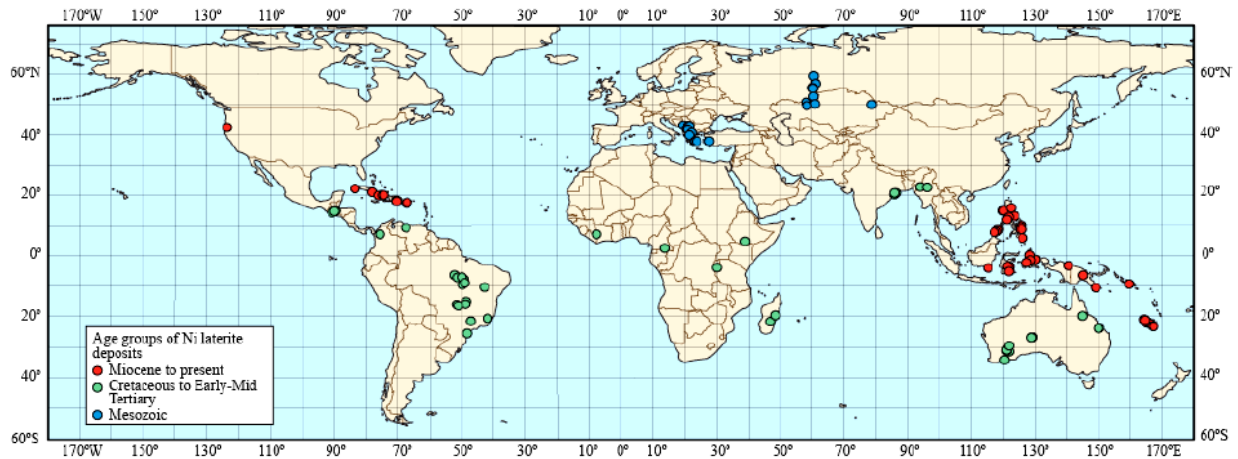 170°W 150° 130° 110° 90° 70° 50° 30° 10° 0° 10° 30° 50° 70° 90° 110° 130° 150° 170°E
60°N 60°N
40° 40°
20° 20°
0° 0°
20° 20°
Age groups of Ni laterite
deposits
Miocene to present
Cretaceous to Early-Mid
Tertiary
Mesozoic
40° 40°
60°S 60°S
170°W 150° 130° 110° 90° 70° 50° 30° 10° 0° 10° 30° 50° 70° 90° 110° 130° 150° 170°E